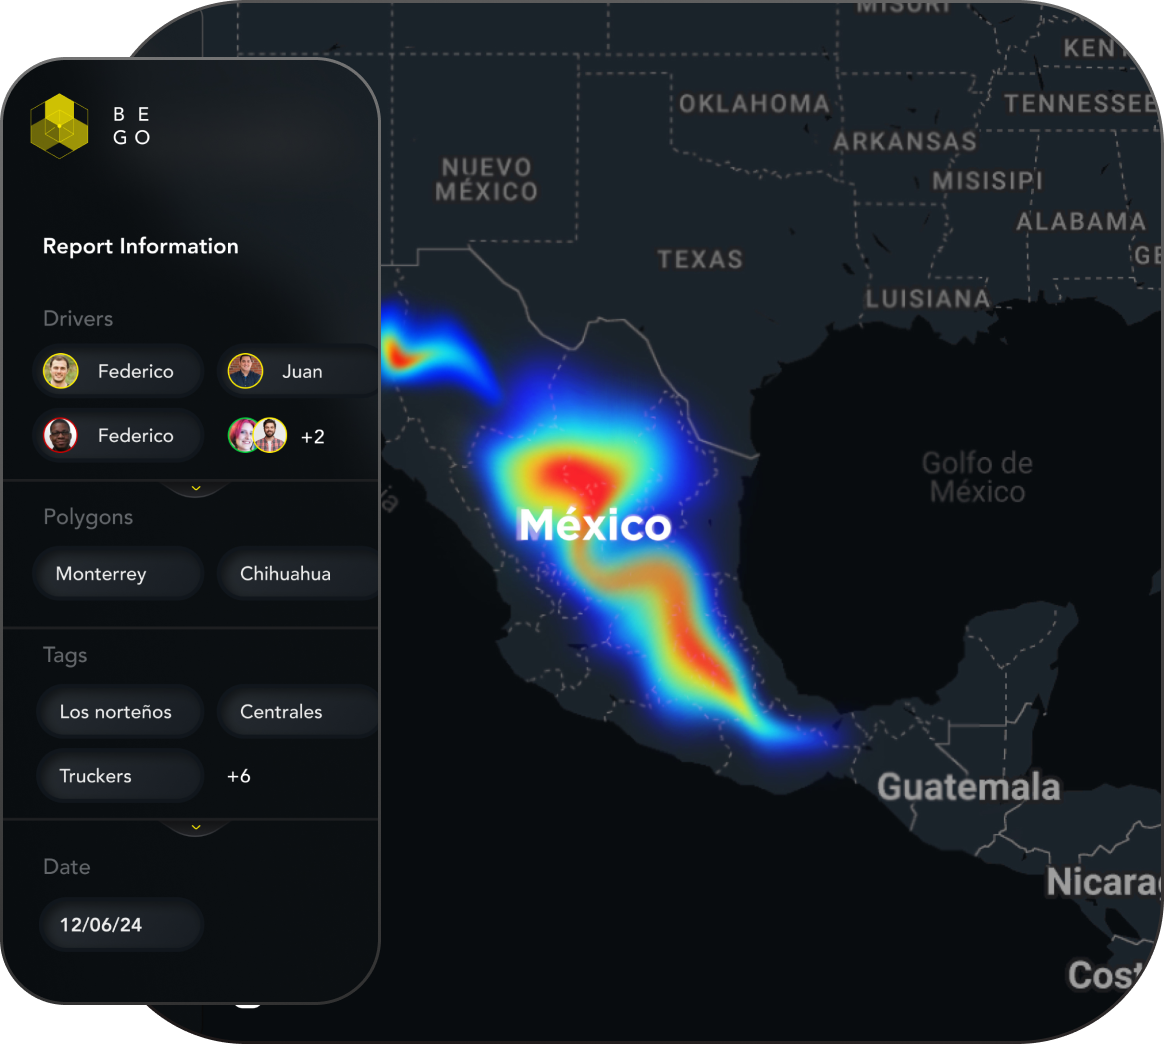 B E
G O
Report Information
Drivers
Federico
Juan
Federico
+2
Polygons
Monterrey
Chihuahua
Tags
Los norteños
Centrales
Truckers
+6
Date
12/06/24
MISURI
KEN
OKLAHOMA
TENNESSEE
ARKANSAS
NUEVO
MÉXICO
MISISIPI
ALABAMA
TEXAS
GE
LUISIANA
Golfo de
México
México
Guatemala
Nicara
Cost